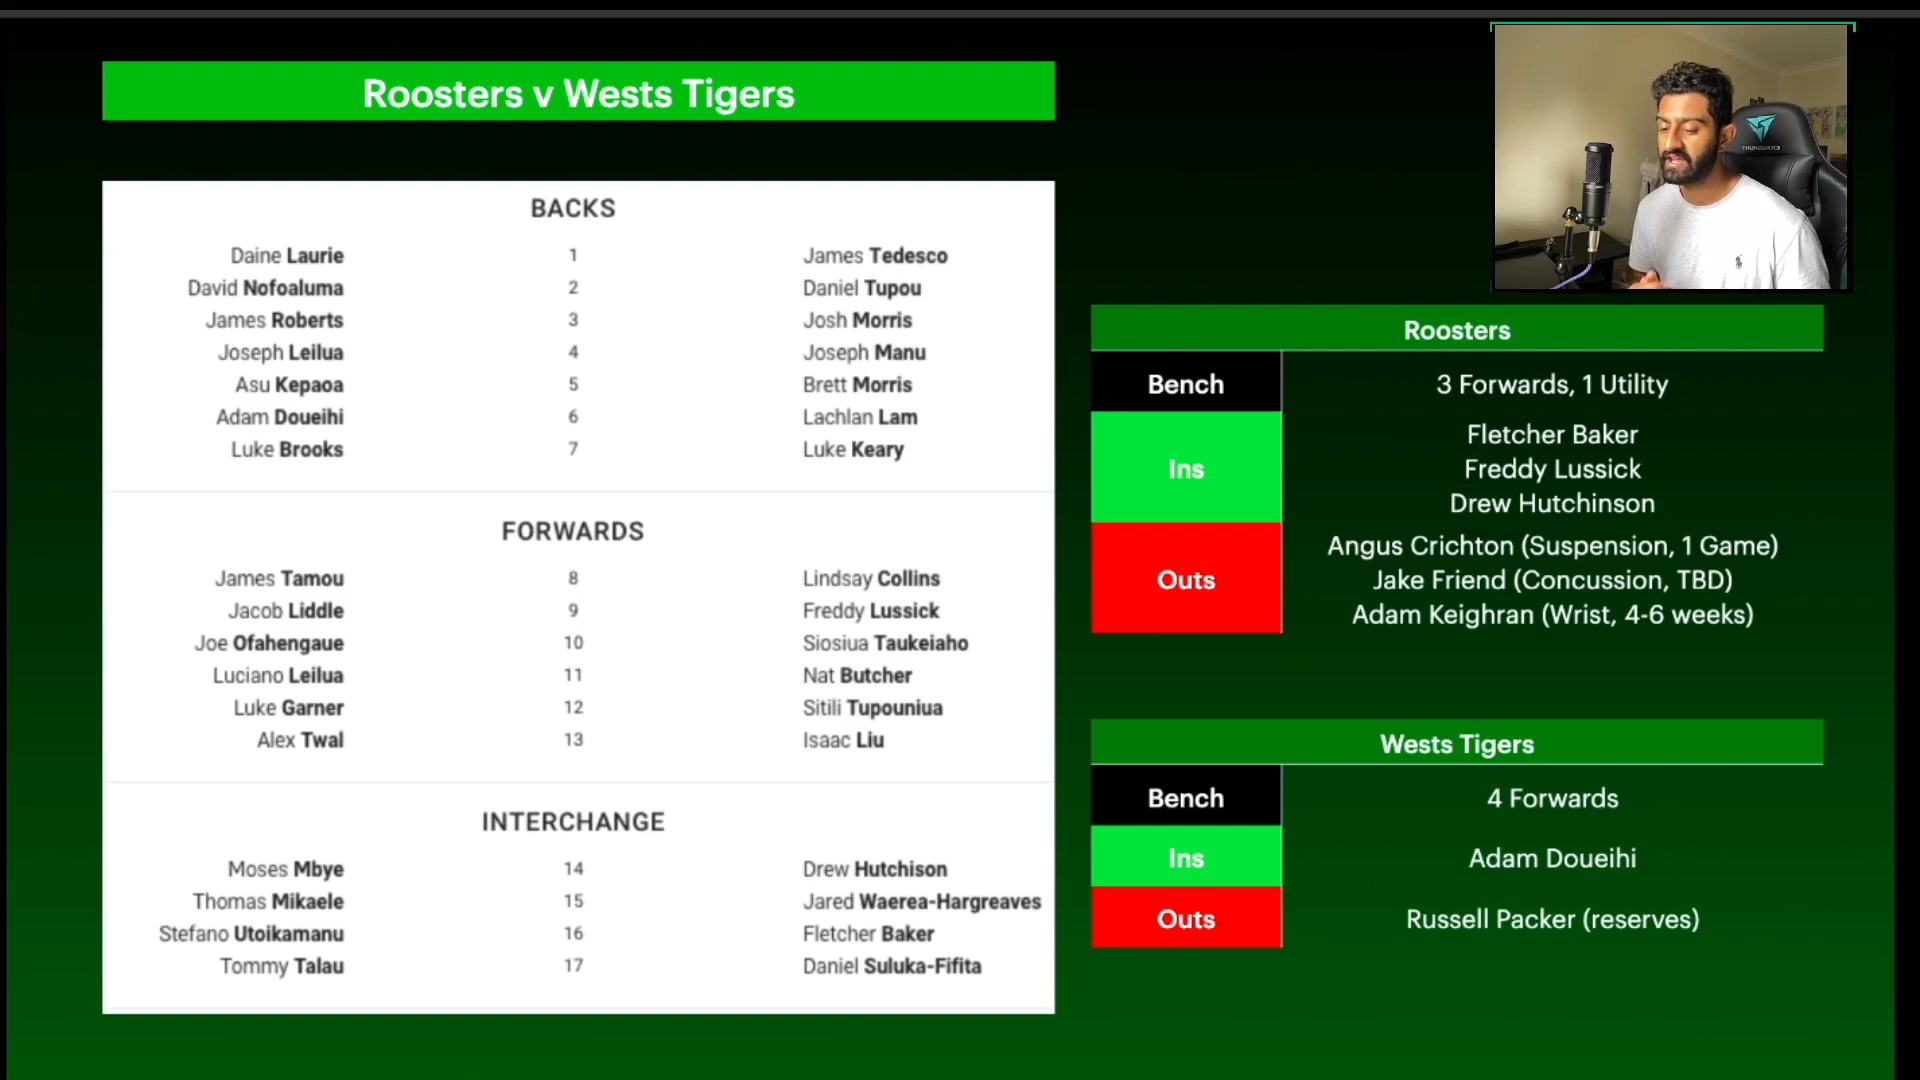 Roosters v Wests Tigers
BACKS
Daine Laurie 1 James Tedesco
David Nofoaluma 2 Daniel Tupou
James Roberts 3 Josh Morris
Joseph Leilua 4 Joseph Manu
Asu Kepaoa 5 Brett Morris
Adam Doueihi 6 Lachlan Lam
Luke Brooks 7 Luke Keary
FORWARDS
James Tamou 8 Lindsay Collins
Jacob Liddle 9 Freddy Lussick
Joe Ofahengaue 10 Siosiua Taukeiaho
Luciano Leilua 11 Nat Butcher
Luke Garner 12 Sitili Tupouniua
Alex Twal 13 Isaac Liu
INTERCHANGE
Moses Mbye 14 Drew Hutchison
Thomas Mikaele 15 Jared Waerea-Hargreaves
Stefano Utoikamanu 16 Fletcher Baker
Tommy Talau 17 Daniel Suluka-Fifita
THUNDERX3
Roosters
Bench 3 Forwards, 1 Utility
Ins
Fletcher Baker
Freddy Lussick
Drew Hutchinson
Outs
Angus Crichton (Suspension, 1 Game)
Jake Friend (Concussion, TBD)
Adam Keighran (Wrist, 4-6 weeks)
Wests Tigers
Bench 4 Forwards
Ins Adam Doueihi
Outs Russell Packer (reserves)